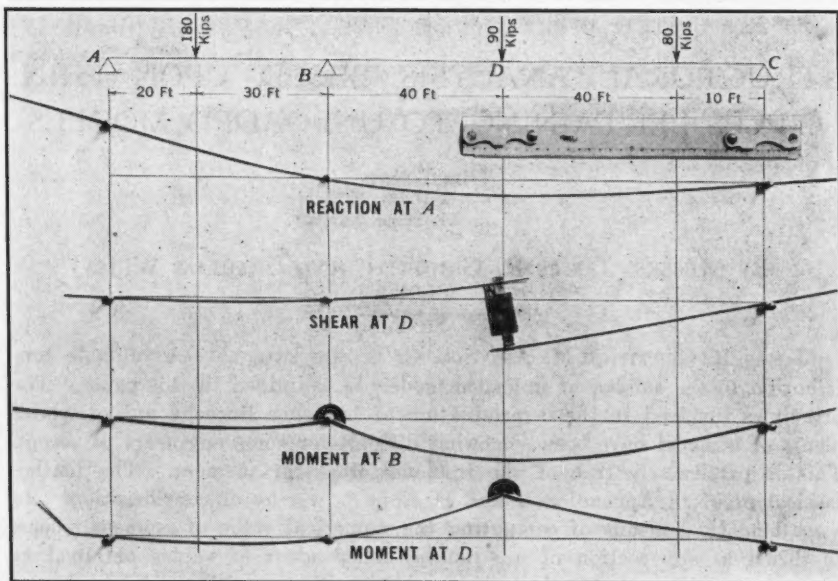 180 Kips
90 Kips
80 Kips
A
B
D
C
20 Ft
30 Ft
40 Ft
40 Ft
10 Ft
REACTION AT A
SHEAR AT D
MOMENT AT B
MOMENT AT D